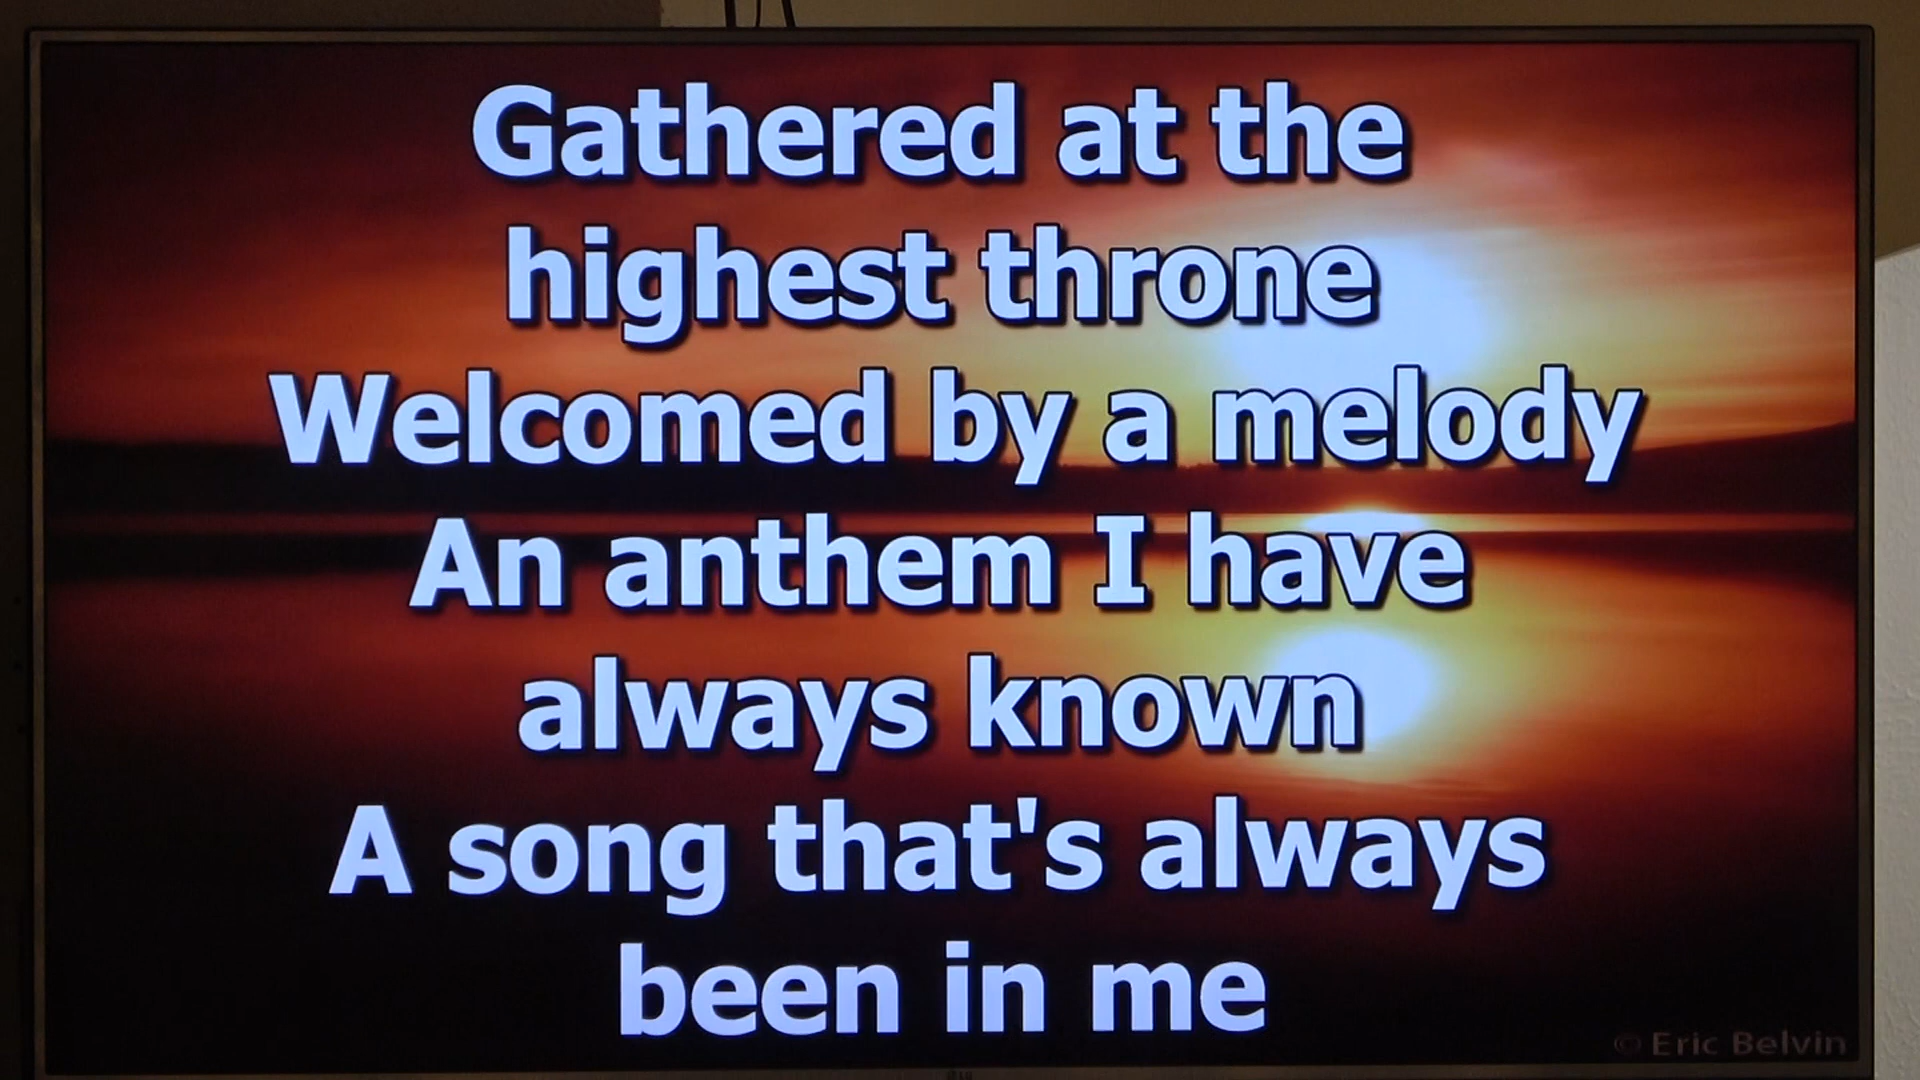 Gathered at the
highest throne
Welcomed by a melody
An anthem I have
always known
A song that's always
been in me
© Eric Belvin
LG